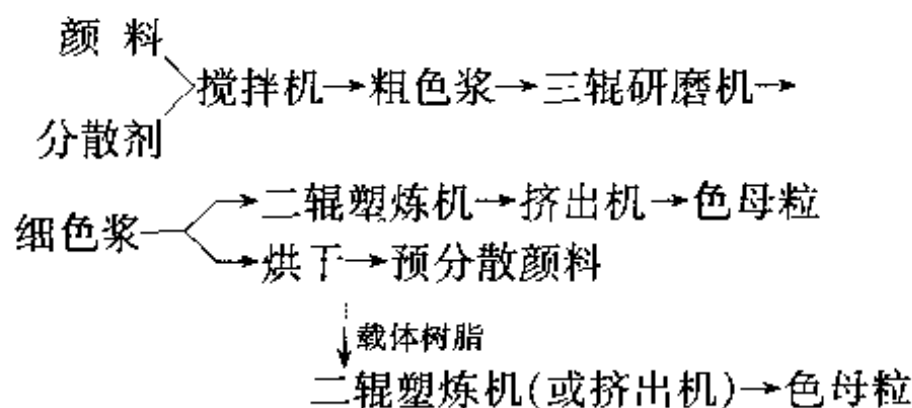 颜 料
搅拌机→粗色浆→三辊研磨机→
分散剂
二辊塑炼机→挤出机→色母粒
细色浆
烘干→预分散颜料
载体树脂
二辊塑炼机(或挤出机)→色母粒